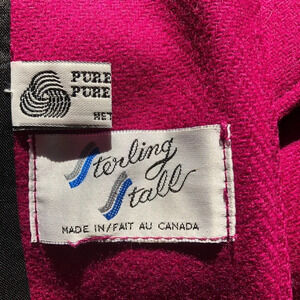 PURE
PURE
Sterling
Stall
MADE IN/FAIT AU CANADA